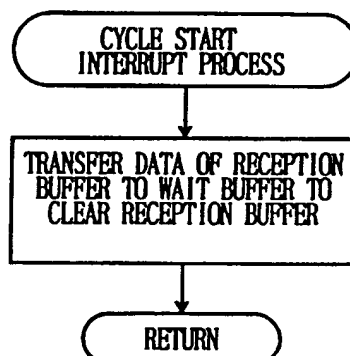 CYCLE START
INTERRUPT PROCESS
TRANSFER DATA OF RECEPTION
BUFFER TO WAIT BUFFER TO
CLEAR RECEPTION BUFFER
RETURN